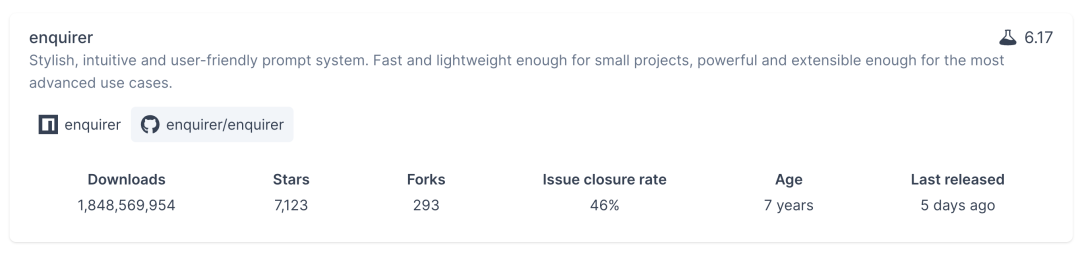 enquirer
6.17
Stylish, intuitive and user-friendly prompt system. Fast and lightweight enough for small projects, powerful and extensible enough for the most
advanced use cases.
enquirer enquirer/enquirer
Downloads Stars Forks Issue closure rate Age Last released
1,848,569,954 7,123 293 46% 7 years 5 days ago